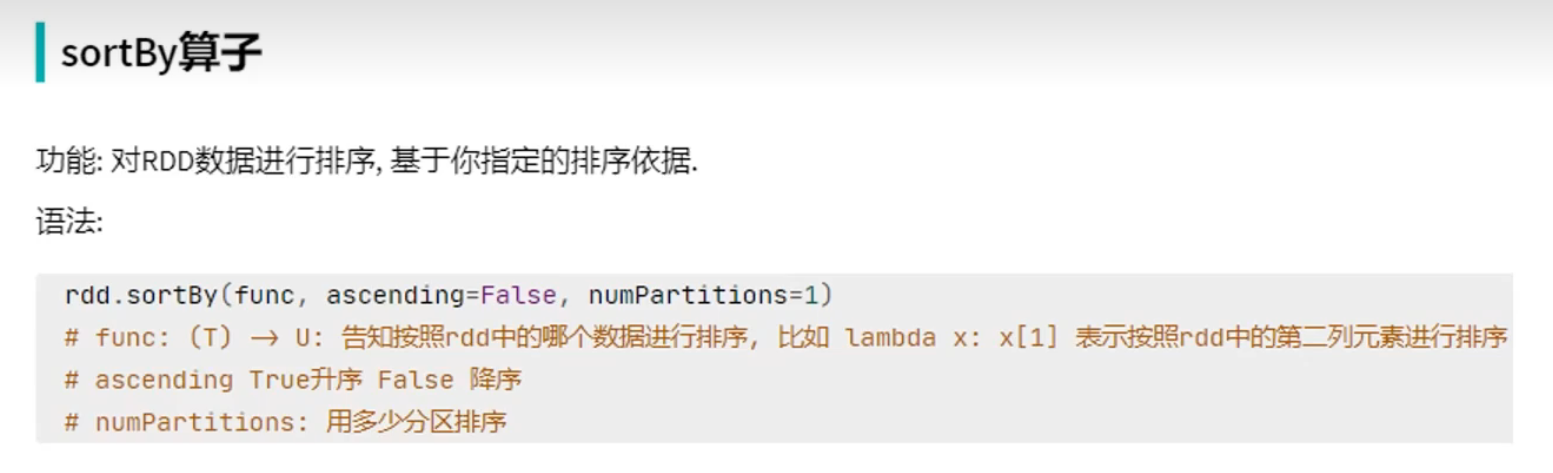 sortBy算子
功能: 对RDD数据进行排序, 基于你指定的排序依据.
语法:
rdd.sortBy(func, ascending=False, numPartitions=1)
# func: (T) → U: 告知按照rdd中的哪个数据进行排序, 比如 lambda x: x[1] 表示按照rdd中的第二列元素进行排序
# ascending True升序 False 降序
# numPartitions: 用多少分区排序